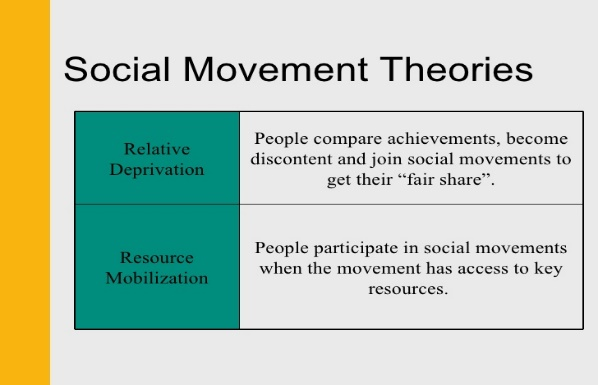 Social Movement Theories
Relative
Deprivation
People compare achievements, become
discontent and join social movements to
get their “fair share”.
Resource
Mobilization
People participate in social movements
when the movement has access to key
resources.